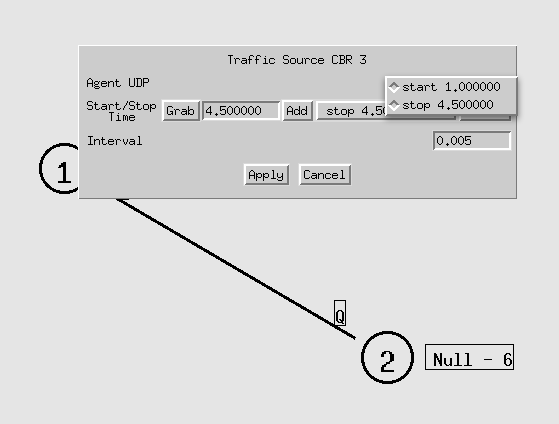 Traffic Source CBR 3
Agent UDP
start 1.000000
stop 4.500000
Start/Stop Time
Grab 4.500000 Add stop 4.50
Interval 0.005
Apply Cancel
1
Q
2 Null - 6